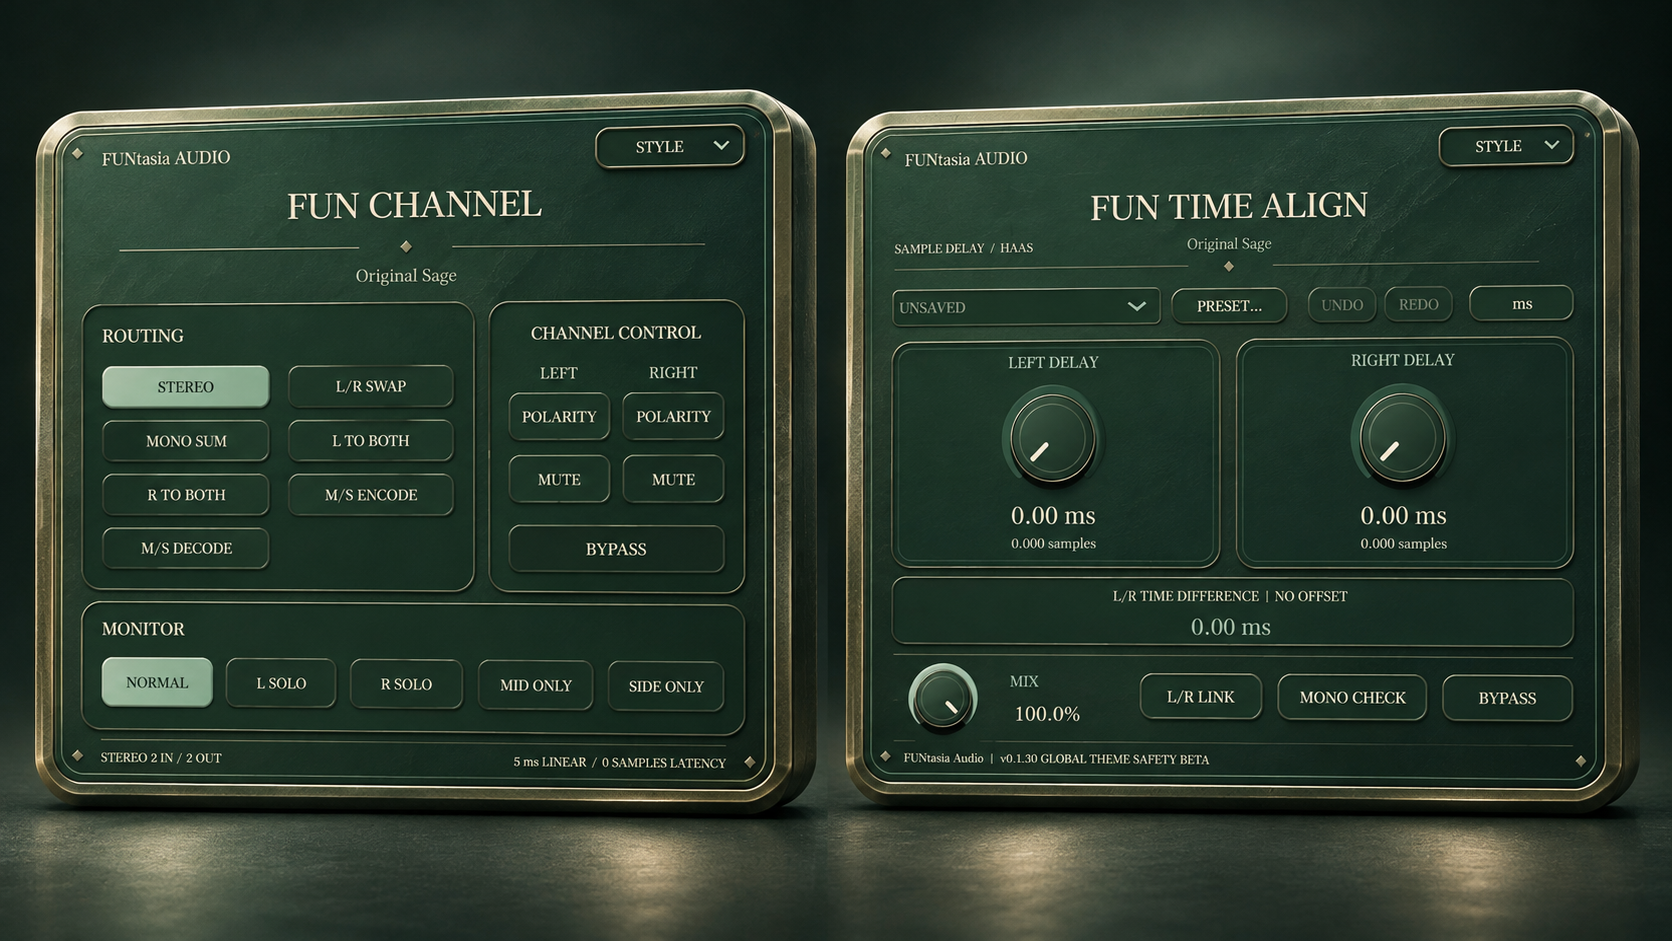 FUNtasia AUDIO
STYLE
FUN CHANNEL
Original Sage
ROUTING
STEREO
L/R SWAP
MONO SUM
L TO BOTH
R TO BOTH
M/S ENCODE
M/S DECODE
CHANNEL CONTROL
LEFT
RIGHT
POLARITY
POLARITY
MUTE
MUTE
BYPASS
MONITOR
NORMAL
L SOLO
R SOLO
MID ONLY
SIDE ONLY
STEREO 2 IN / 2 OUT
5 ms LINEAR / 0 SAMPLES LATENCY
FUNtasia AUDIO
STYLE
FUN TIME ALIGN
SAMPLE DELAY / HAAS
Original Sage
UNSAVED
PRESET...
UNDO
REDO
ms
LEFT DELAY
0.00 ms
0.000 samples
RIGHT DELAY
0.00 ms
0.000 samples
L/R TIME DIFFERENCE | NO OFFSET
0.00 ms
MIX
100.0%
L/R LINK
MONO CHECK
BYPASS
FUNtasia Audio | v0.1.30 GLOBAL THEME SAFETY BETA